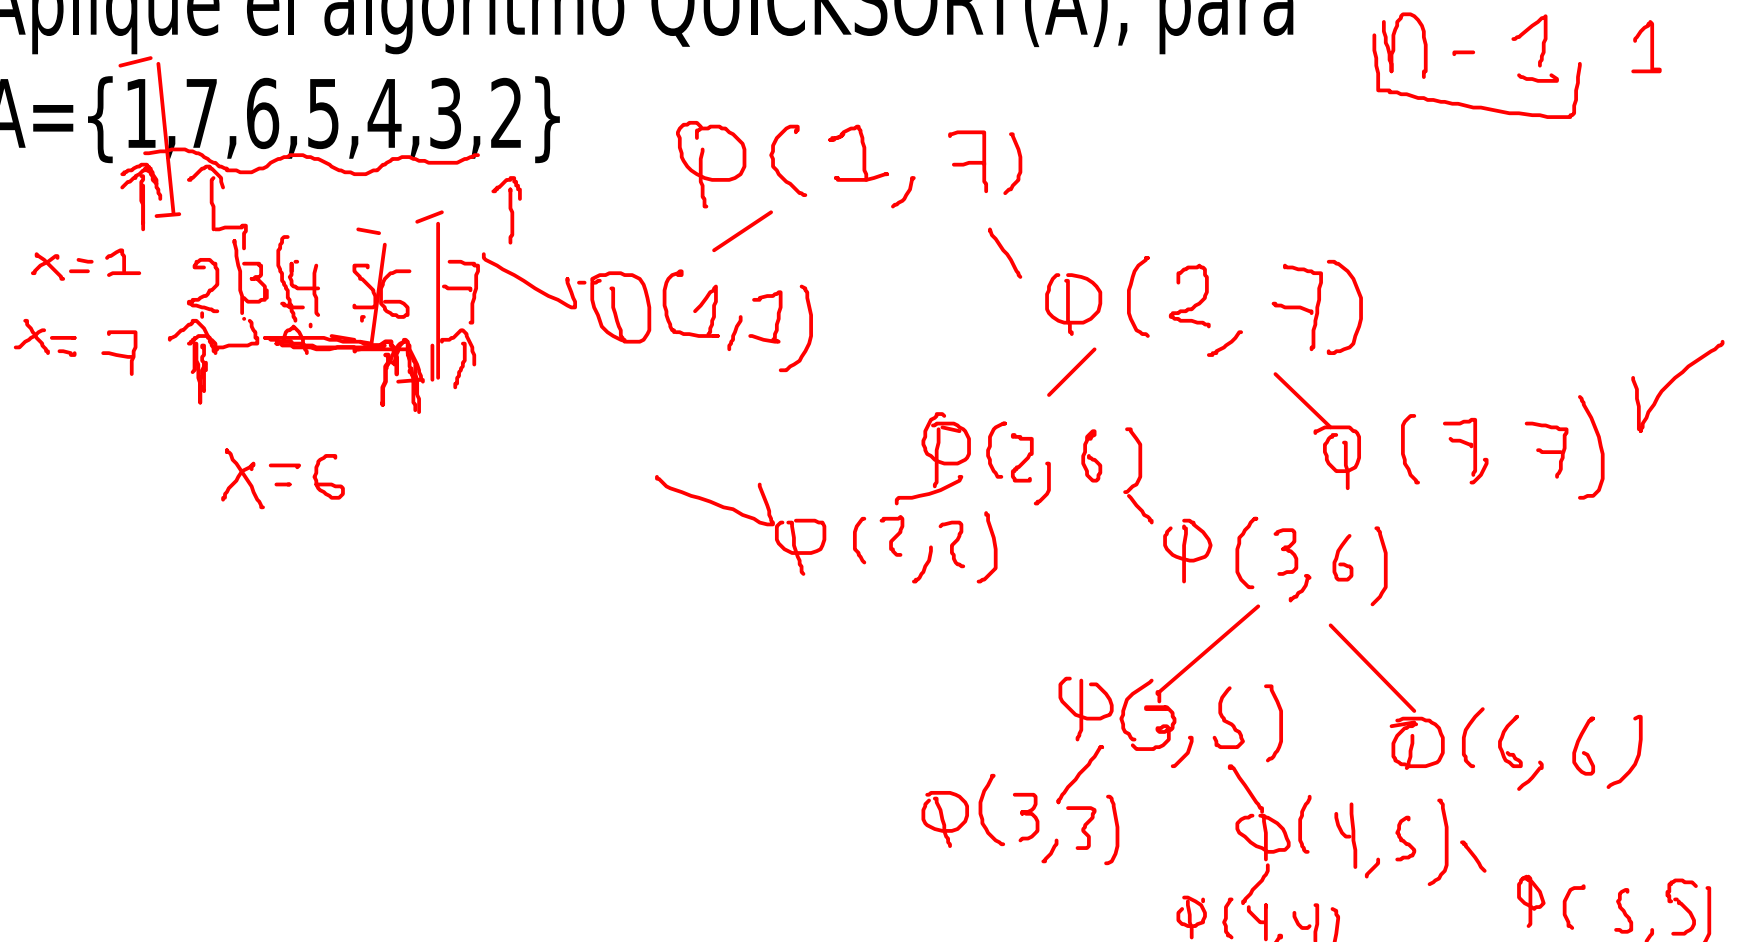 Aplique el algoritmo QUICKSORT(A), para
n - 1, 1
A={1,7,6,5,4,3,2}
Q(1,7)
x=1 2 3 4 5 6 7
Q(1,1) Q(2,7)
x=7
Q(2,6) Q(7,7)
x=6
Q(2,2) Q(3,6)
Q(3,5) Q(6,6)
Q(3,3) Q(4,5)
Q(4,4) Q(5,5)